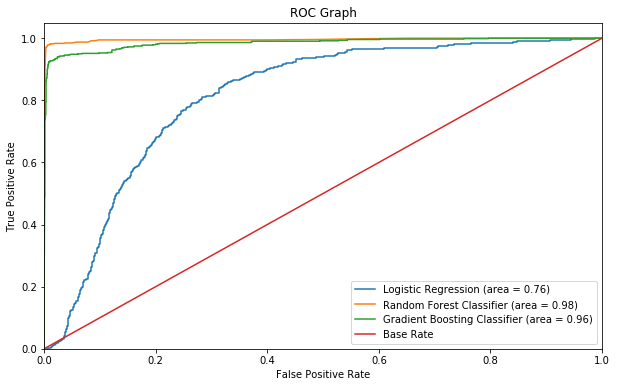 ROC Graph
True Positive Rate
1.0
0.8
0.6
0.4
0.2
0.0
Logistic Regression (area = 0.76)
Random Forest Classifier (area = 0.98)
Gradient Boosting Classifier (area = 0.96)
Base Rate
0.0 0.2 0.4 0.6 0.8 1.0
False Positive Rate